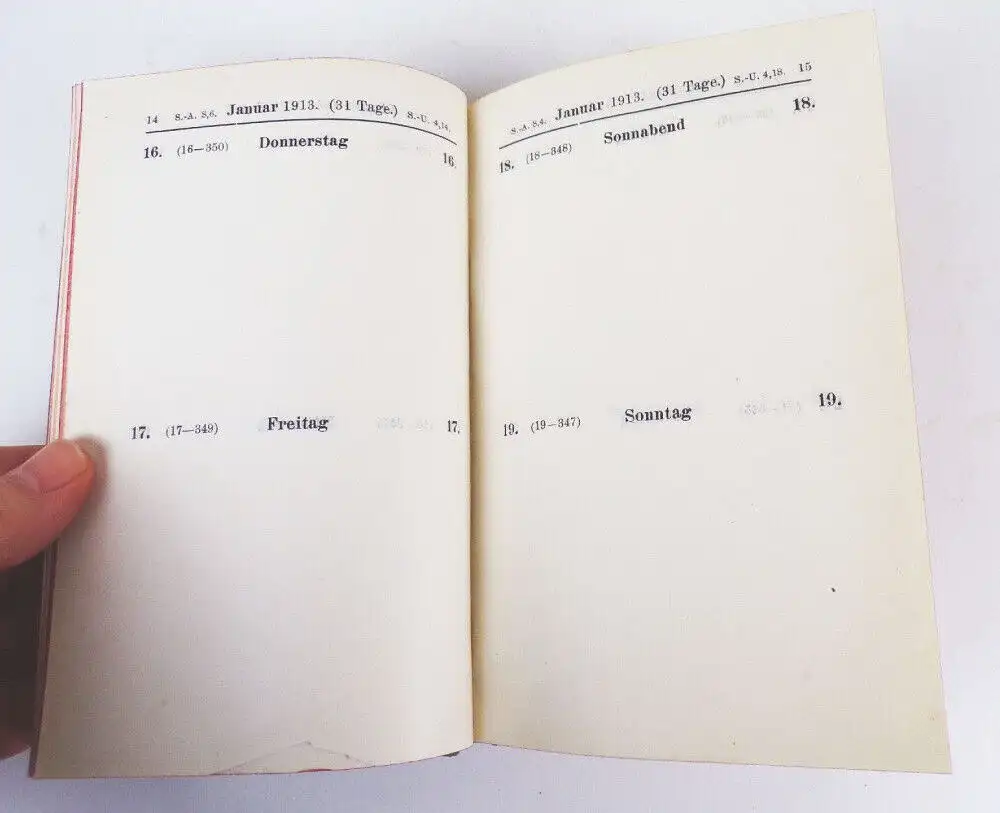 14 S.-A. 8,6. Januar 1913. (31 Tage.) S.-U. 4,14.
16. (16—350) Donnerstag 16.
17. (17—349) Freitag 17.
S.-A. 8,4. Januar 1913. (31 Tage.) S.-U. 4,18. 15
18. (18—348) Sonnabend 18.
19. (19—347) Sonntag 19.